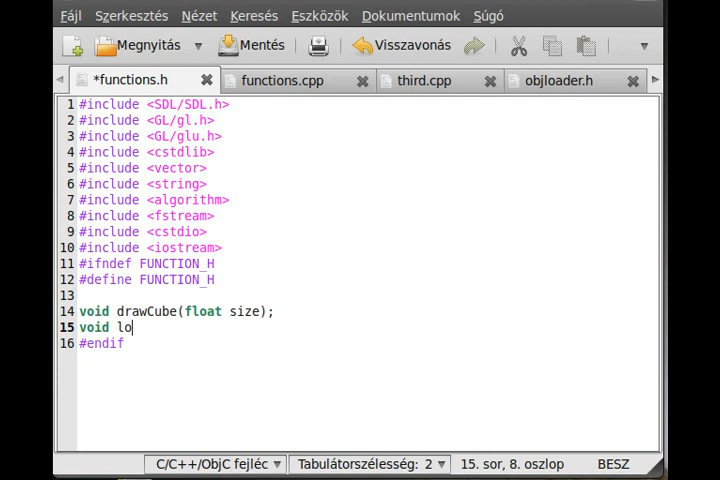 Fájl Szerkesztés Nézet Keresés Eszközök Dokumentumok Súgó
Megnyitás Mentés Visszavonás
*functions.h functions.cpp third.cpp objloader.h
1 #include <SDL/SDL.h>
2 #include <GL/gl.h>
3 #include <GL/glu.h>
4 #include <cstdlib>
5 #include <vector>
6 #include <string>
7 #include <algorithm>
8 #include <fstream>
9 #include <cstdio>
10 #include <iostream>
11 #ifndef FUNCTION_H
12 #define FUNCTION_H
13
14 void drawCube(float size);
15 void lo
16 #endif
C/C++/ObjC fejléc Tabulátorszélesség: 2 15. sor, 8. oszlop BESZ